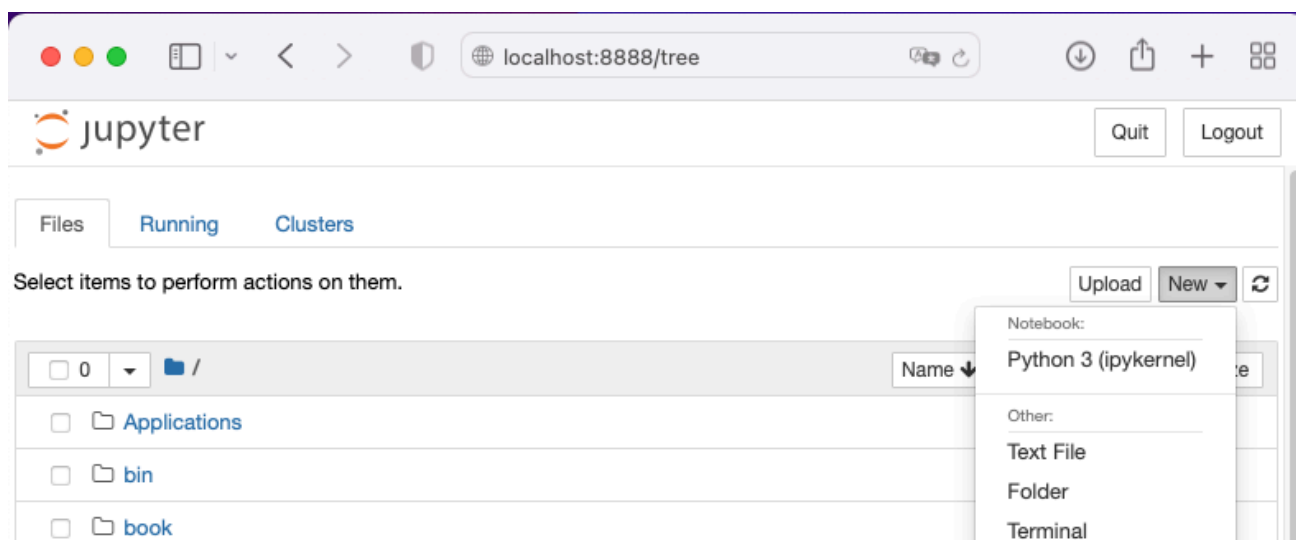 localhost:8888/tree
jupyter
Quit
Logout
Files
Running
Clusters
Select items to perform actions on them.
Upload
New
Notebook:
Python 3 (ipykernel)
Other:
Text File
Folder
Terminal
0
/
Name
Applications
bin
book